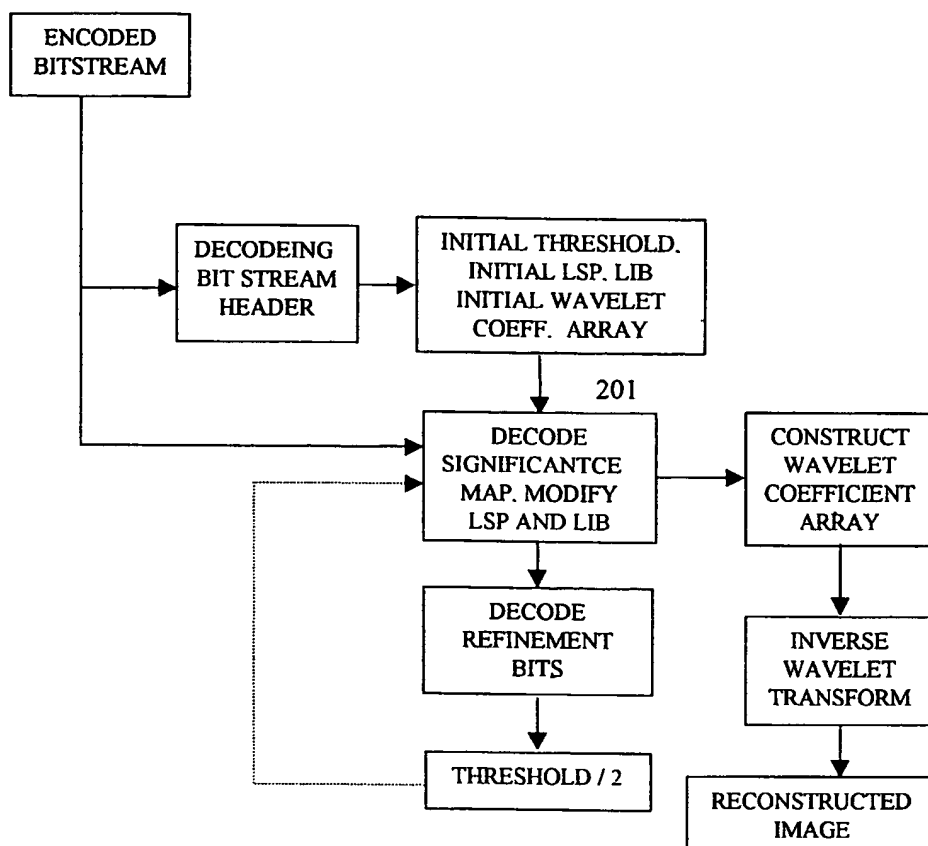 ENCODED
BITSTREAM
DECODEING
BIT STREAM
HEADER
INITIAL THRESHOLD.
INITIAL LSP. LIB
INITIAL WAVELET
COEFF. ARRAY
201
DECODE
SIGNIFICANTCE
MAP. MODIFY
LSP AND LIB
CONSTRUCT
WAVELET
COEFFICIENT
ARRAY
DECODE
REFINEMENT
BITS
INVERSE
WAVELET
TRANSFORM
THRESHOLD / 2
RECONSTRUCTED
IMAGE